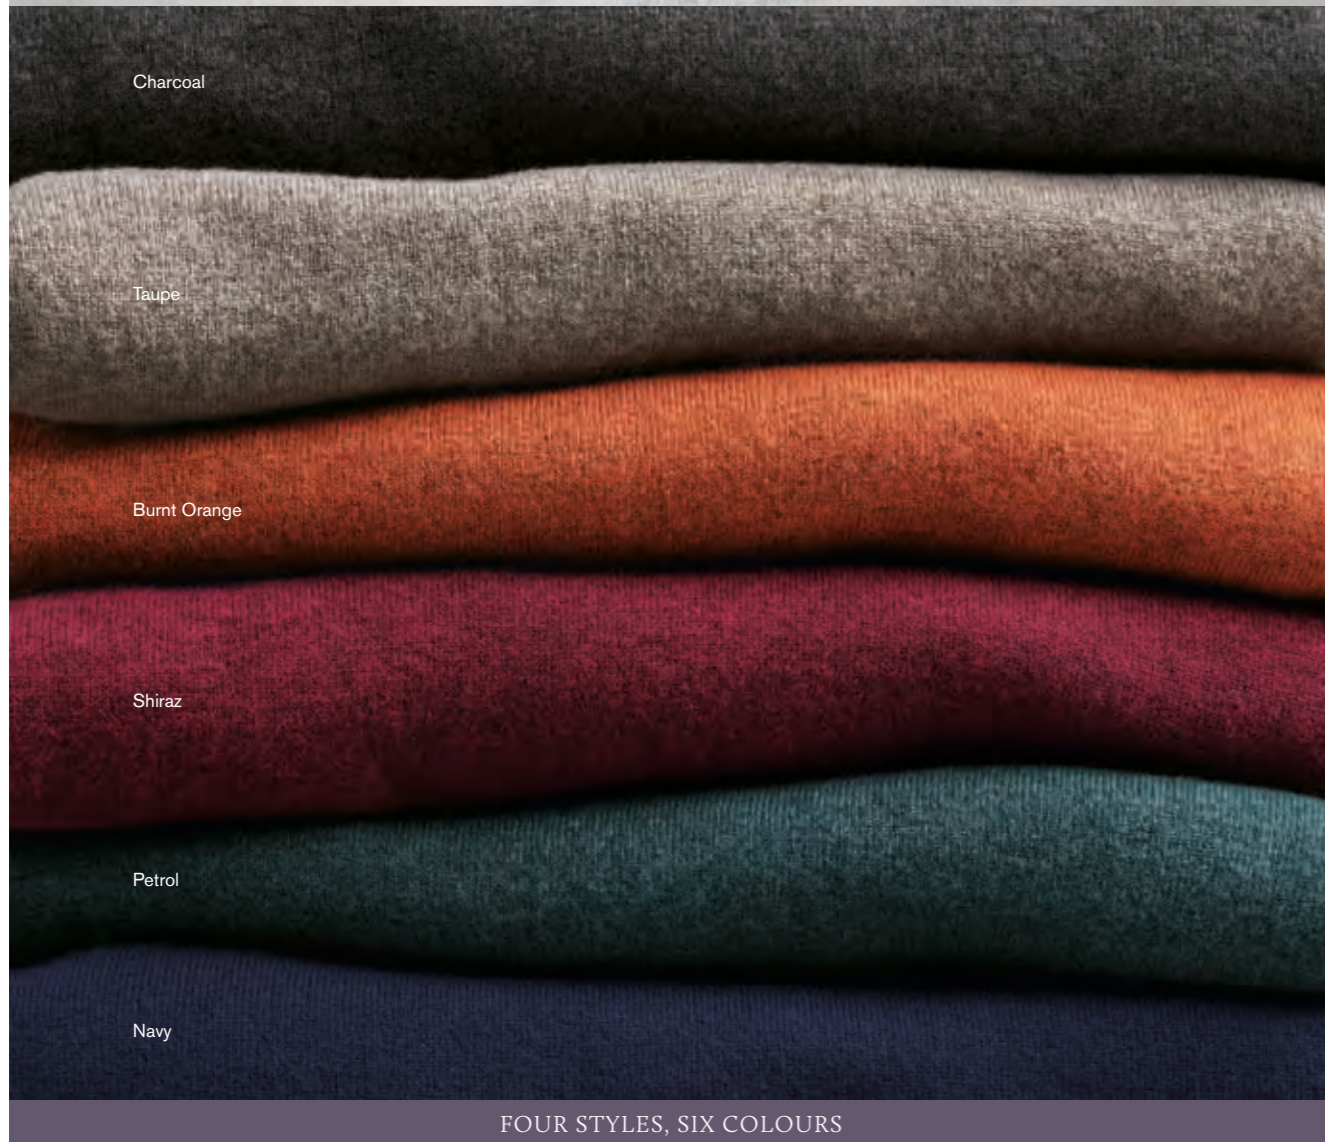 Charcoal
Taupe
Burnt Orange
Shiraz
Petrol
Navy
FOUR STYLES, SIX COLOURS